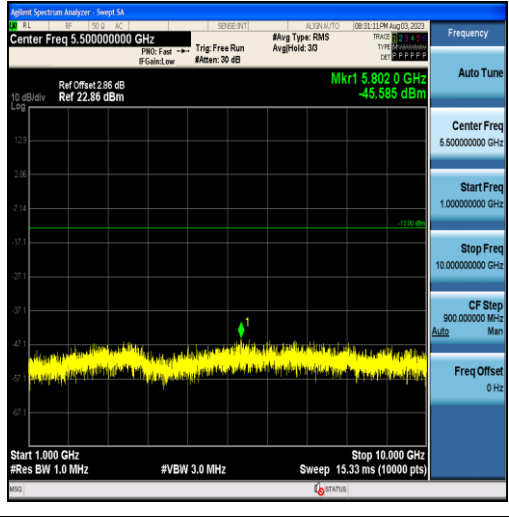 Agilent Spectrum Analyzer - Swept SA
RL RF 50 Ω AC SENSE:INT ALIGN AUTO 08:31:11 PM Aug 03, 2023
Center Freq 5.500000000 GHz
PNO: Fast
IFGain:Low
Trig: Free Run
#Atten: 30 dB
#Avg Type: RMS
Avg|Hold: 3/3
TRACE 1 2 3 4 5 6
TYPE M
DET P P P P P P
Frequency
Mkr1 5.802 0 GHz
-45.585 dBm
Ref Offset 2.86 dB
Ref 22.86 dBm
10 dB/div
Log
12.9
2.86
-7.14
-13.00 dBm
-17.1
-27.1
-37.1
1
-47.1
-57.1
-67.1
Start 1.000 GHz
Stop 10.000 GHz
#Res BW 1.0 MHz
#VBW 3.0 MHz
Sweep 15.33 ms (10000 pts)
MSG
STATUS
Auto Tune
Center Freq
5.500000000 GHz
Start Freq
1.000000000 GHz
Stop Freq
10.000000000 GHz
CF Step
900.000000 MHz
Auto Man
Freq Offset
0 Hz